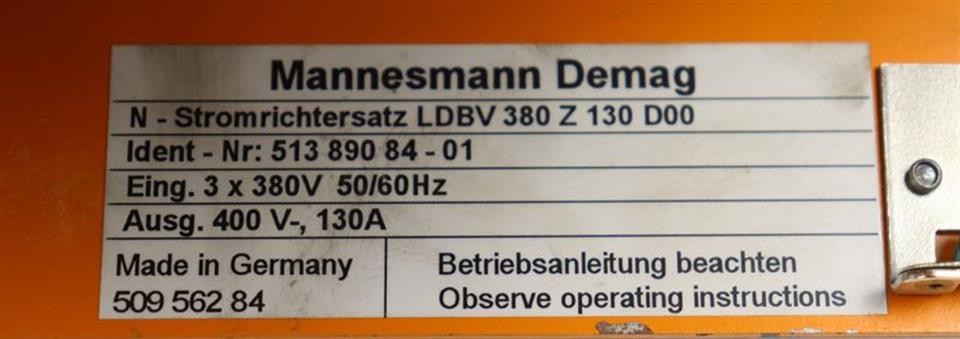 Mannesmann Demag
N - Stromrichtersatz LDBV 380 Z 130 D00
Ident - Nr: 513 890 84 - 01
Eing. 3 x 380V 50/60Hz
Ausg. 400 V-, 130A
Made in Germany
509 562 84
Betriebsanleitung beachten
Observe operating instructions